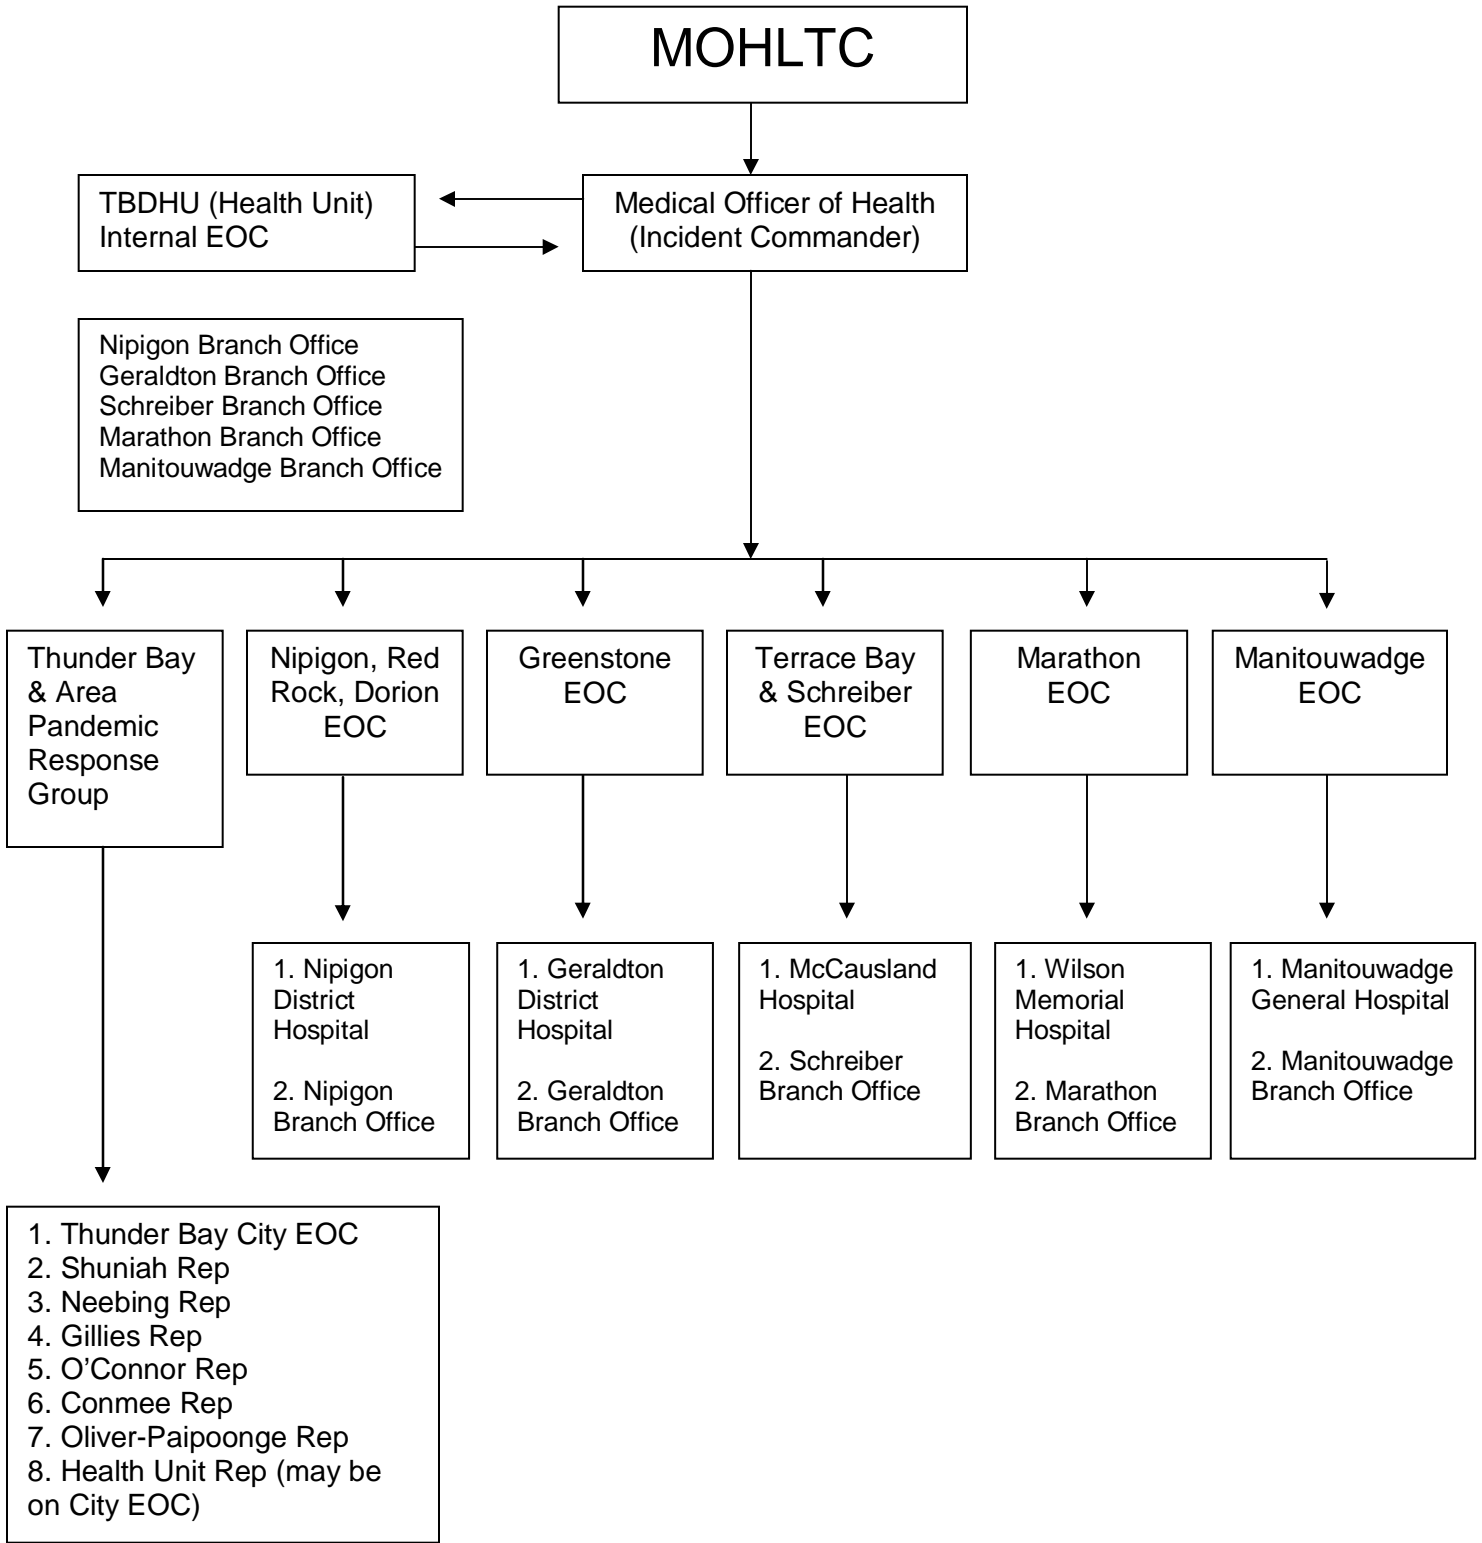 MOHLTC
TBDHU (Health Unit)
Internal EOC
Medical Officer of Health
(Incident Commander)
Nipigon Branch Office
Geraldton Branch Office
Schreiber Branch Office
Marathon Branch Office
Manitouwadge Branch Office
Thunder Bay
& Area
Pandemic
Response
Group
Nipigon, Red
Rock, Dorion
EOC
Greenstone
EOC
Terrace Bay
& Schreiber
EOC
Marathon
EOC
Manitouwadge
EOC
1. Nipigon
District
Hospital
2. Nipigon
Branch Office
1. Geraldton
District
Hospital
2. Geraldton
Branch Office
1. McCausland
Hospital
2. Schreiber
Branch Office
1. Wilson
Memorial
Hospital
2. Marathon
Branch Office
1. Manitouwadge
General Hospital
2. Manitouwadge
Branch Office
1. Thunder Bay City EOC
2. Shuniah Rep
3. Neebing Rep
4. Gillies Rep
5. O’Connor Rep
6. Conmee Rep
7. Oliver-Paipoonge Rep
8. Health Unit Rep (may be
on City EOC)